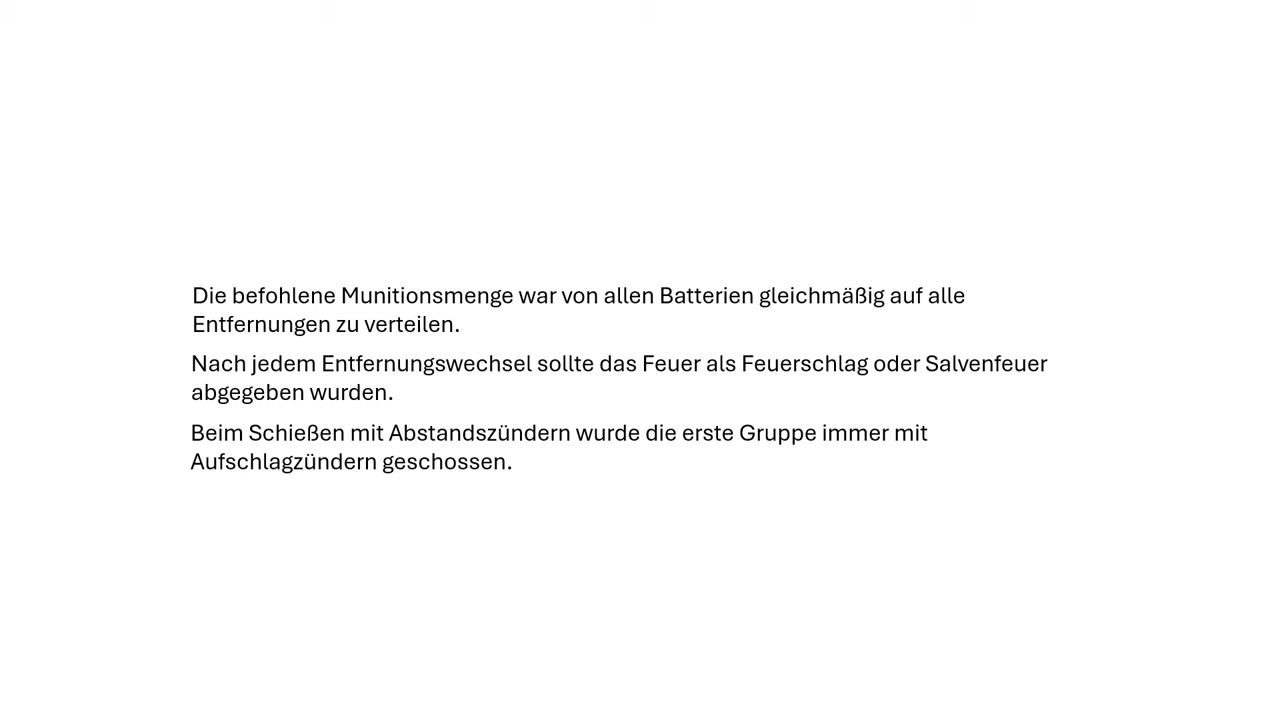 Die befohlene Munitionsmenge war von allen Batterien gleichmäßig auf alle
Entfernungen zu verteilen.
Nach jedem Entfernungswechsel sollte das Feuer als Feuerschlag oder Salvenfeuer
abgegeben wurden.
Beim Schießen mit Abstandszündern wurde die erste Gruppe immer mit
Aufschlagzündern geschossen.